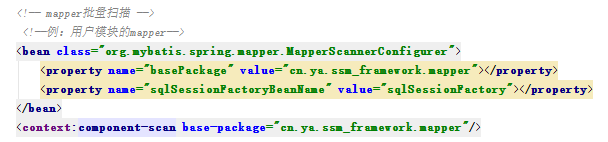 <!-- mapper批量扫描 -->
<!--例：用户模块的mapper-->
<bean class="org.mybatis.spring.mapper.MapperScannerConfigurer">
<property name="basePackage" value="cn.ya.ssm_framework.mapper"></property>
<property name="sqlSessionFactoryBeanName" value="sqlSessionFactory"></property>
</bean>
<context:component-scan base-package="cn.ya.ssm_framework.mapper"/>